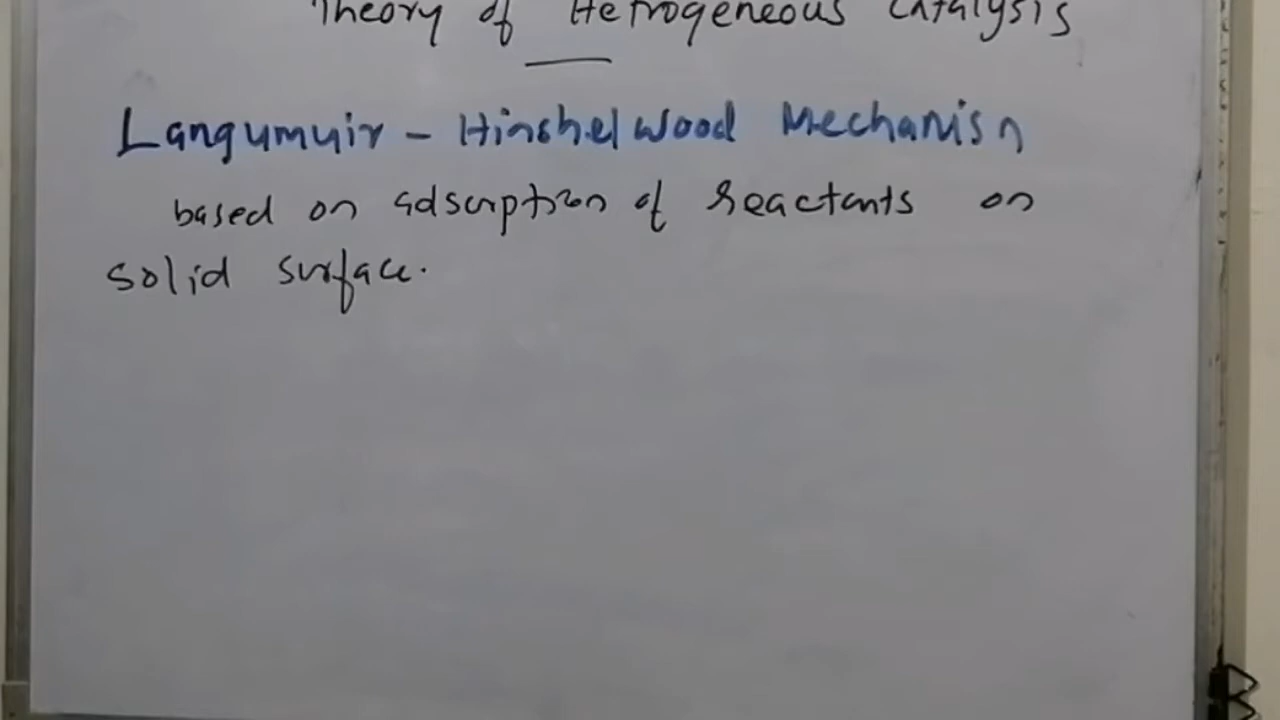 Theory of Hetrogeneous Catalysis
Langumuir - Hinshelwood Mechanism
based on adsorption of reactants on
solid surface.